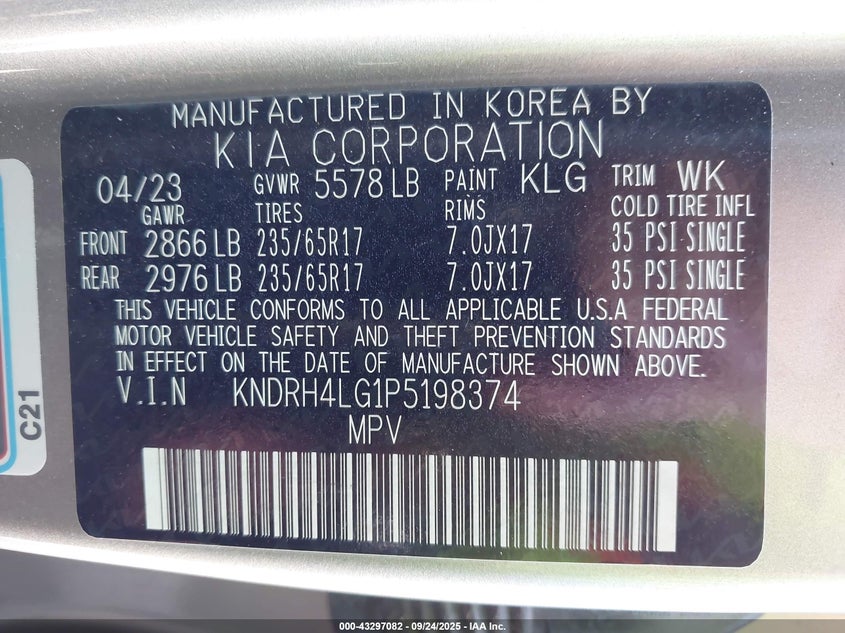 MANUFACTURED IN KOREA BY
KIA CORPORATION
04/23 GVWR 5578 LB PAINT KLG TRIM WK
GAWR TIRES RIMS COLD TIRE INFL
FRONT 2866 LB 235/65R17 7.0JX17 35 PSI SINGLE
REAR 2976 LB 235/65R17 7.0JX17 35 PSI SINGLE
THIS VEHICLE CONFORMS TO ALL APPLICABLE U.S.A FEDERAL
MOTOR VEHICLE SAFETY AND THEFT PREVENTION STANDARDS
IN EFFECT ON THE DATE OF MANUFACTURE SHOWN ABOVE.
V.I.N KNDRH4LG1P5198374
MPV
C21
000-43297082 - 09/24/2025 - IAA Inc.